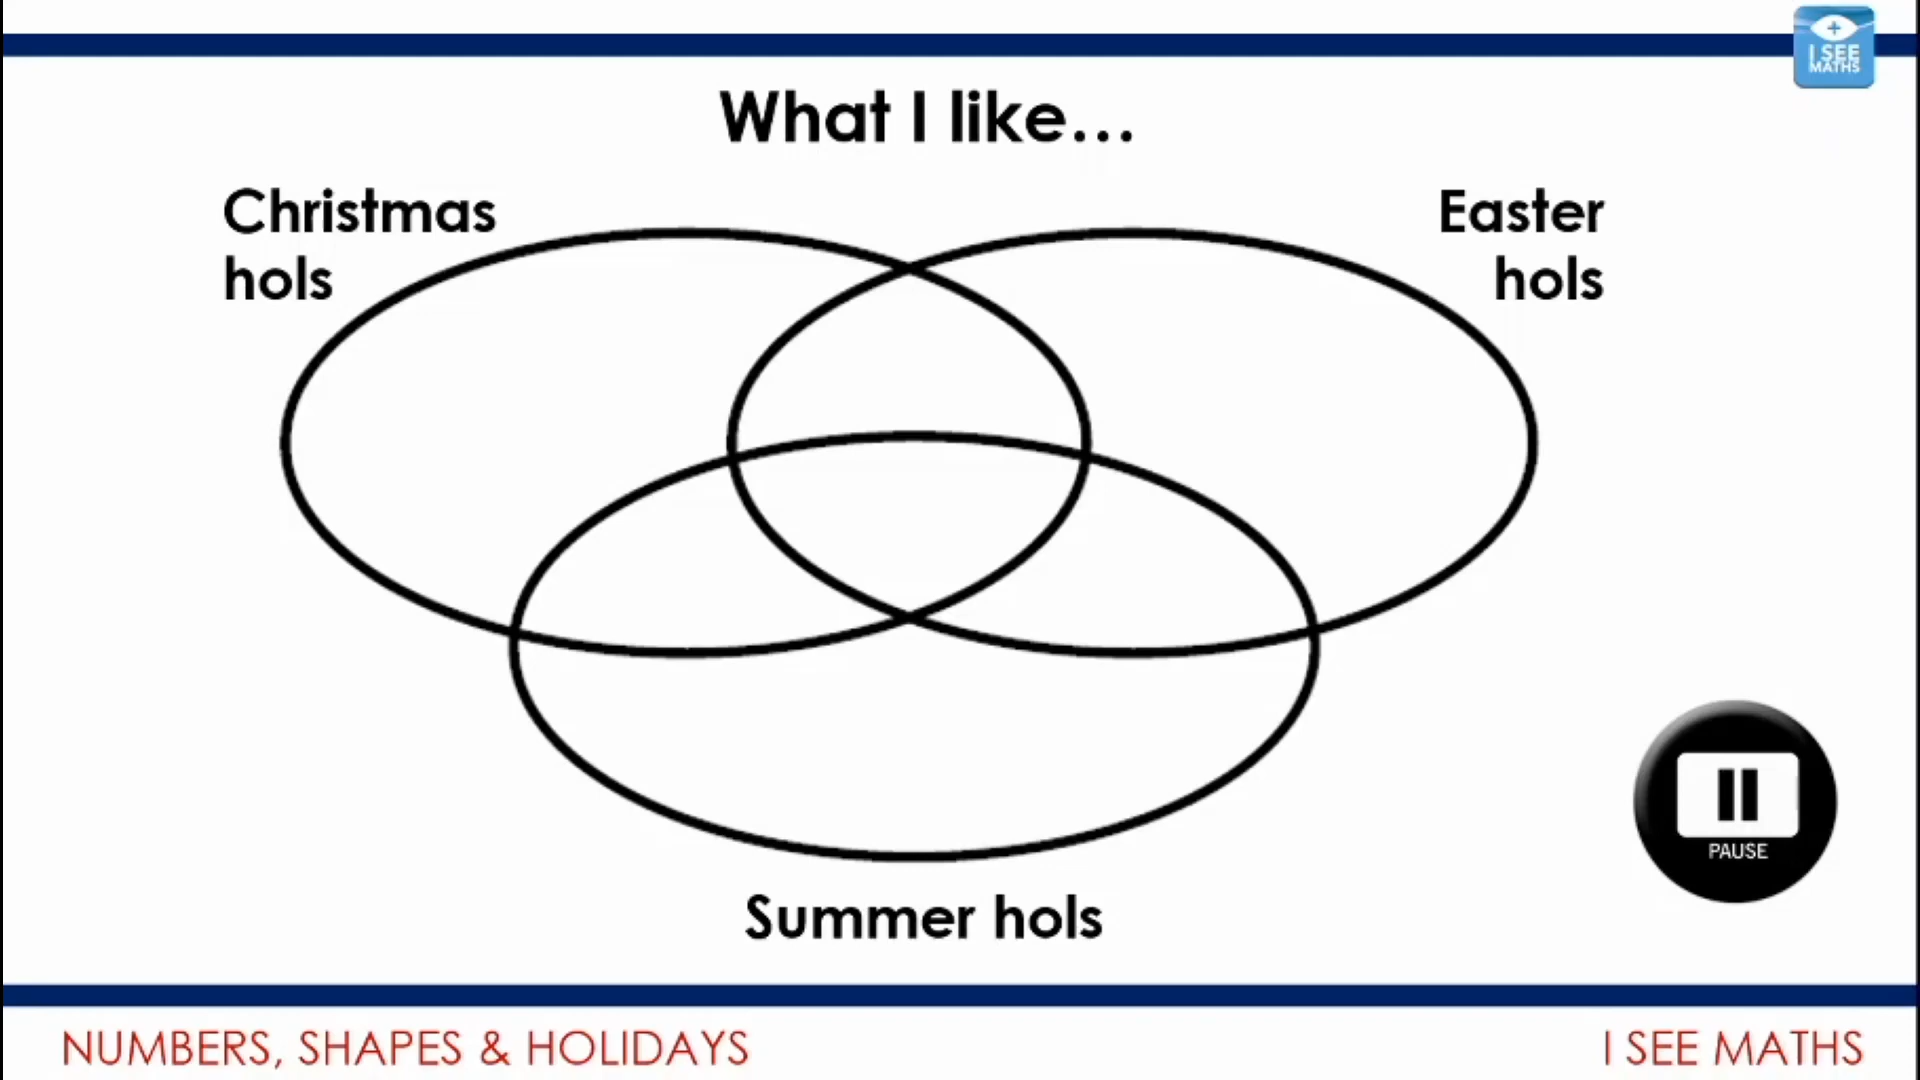 I SEE
MATHS
What I like...
Christmas
hols
Easter
hols
PAUSE
Summer hols
NUMBERS, SHAPES & HOLIDAYS
I SEE MATHS